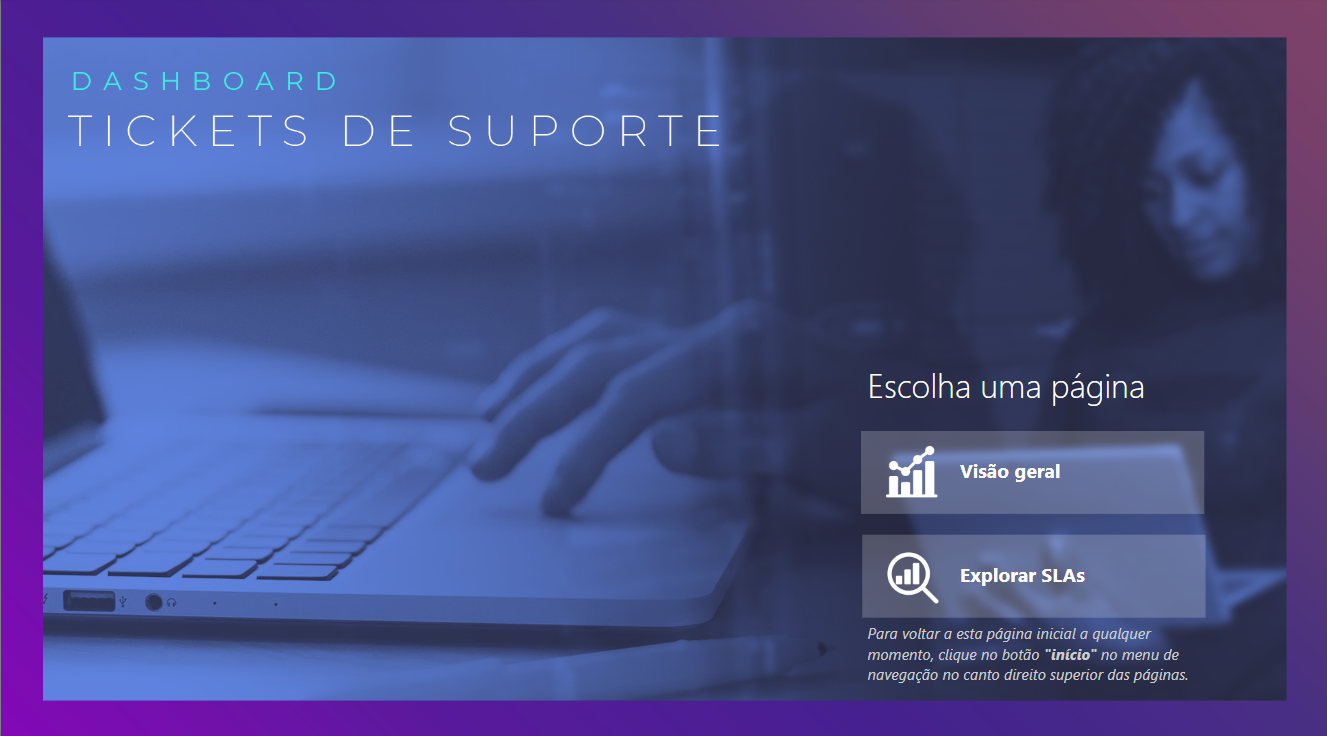 DASHBOARD
TICKETS DE SUPORTE
Escolha uma página
Visão geral
Explorar SLAs
Para voltar a esta página inicial a qualquer
momento, clique no botão "início" no menu de
navegação no canto direito superior das páginas.